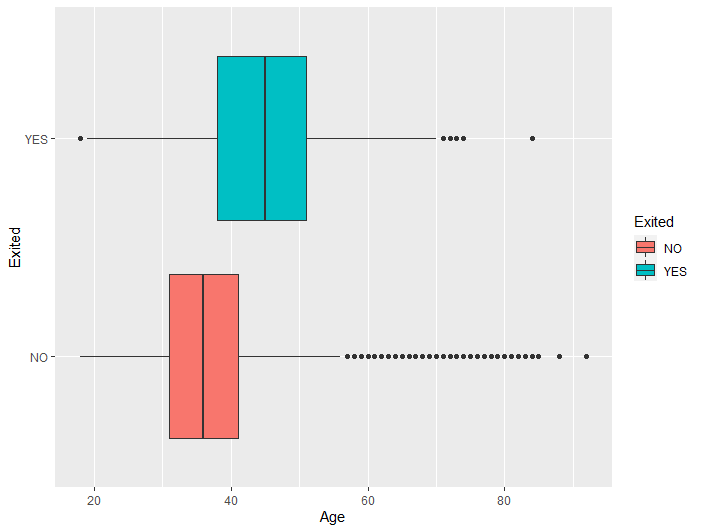 YES
NO
Exited
20 40 60 80
Age
Exited
NO
YES